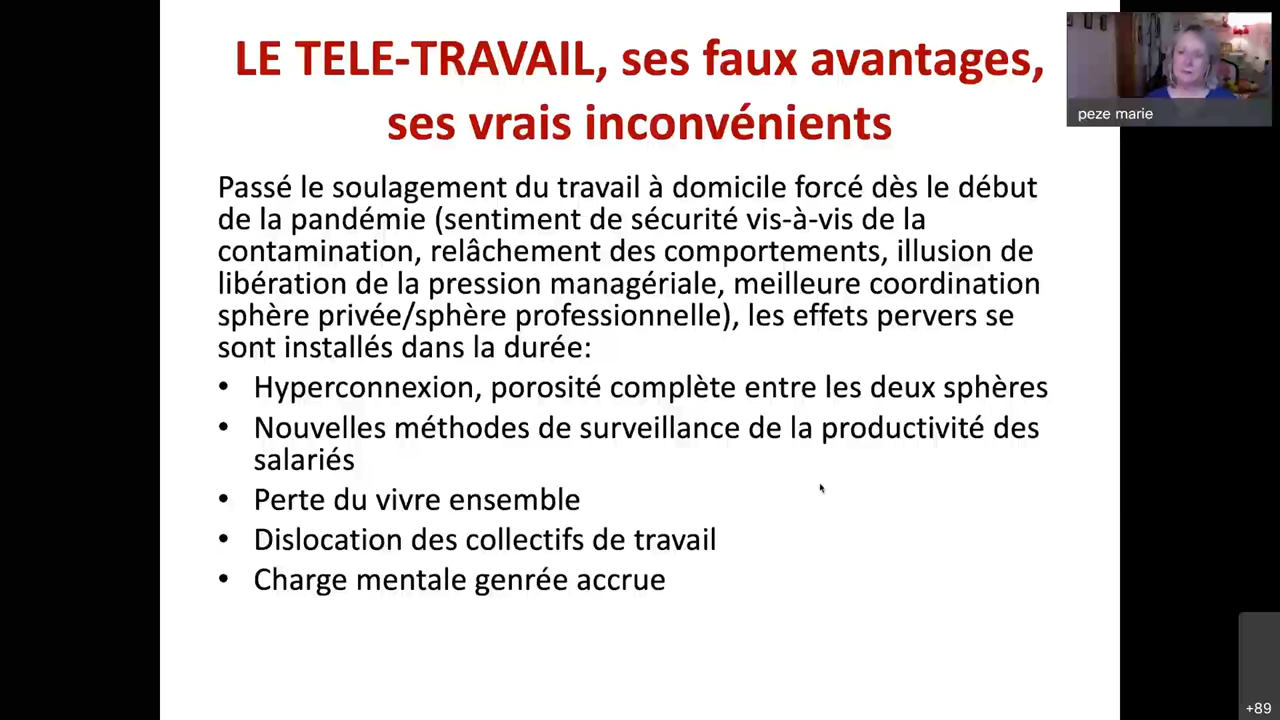 LE TELE-TRAVAIL, ses faux avantages,
ses vrais inconvénients
peze marie
Passé le soulagement du travail à domicile forcé dès le début
de la pandémie (sentiment de sécurité vis-à-vis de la
contamination, relâchement des comportements, illusion de
libération de la pression managériale, meilleure coordination
sphère privée/sphère professionnelle), les effets pervers se
sont installés dans la durée:
• Hyperconnexion, porosité complète entre les deux sphères
• Nouvelles méthodes de surveillance de la productivité des
salariés
• Perte du vivre ensemble
• Dislocation des collectifs de travail
• Charge mentale genrée accrue
+89